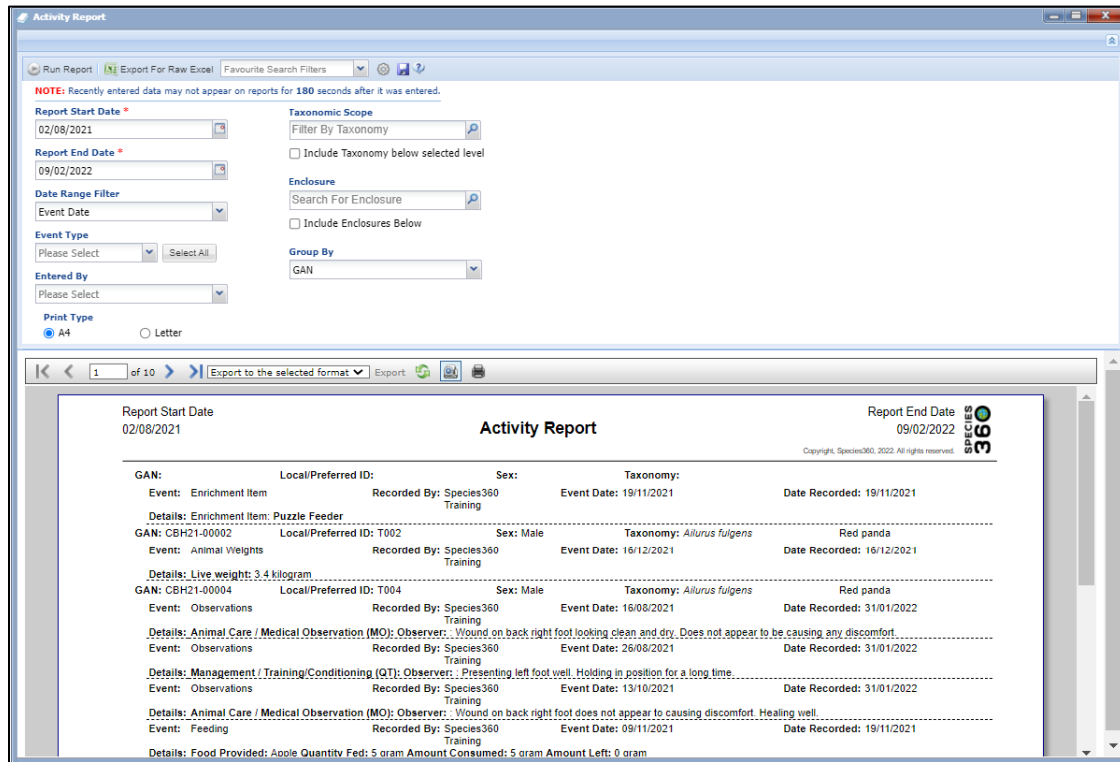 Activity Report
Run Report Export For Raw Excel Favourite Search Filters
NOTE: Recently entered data may not appear on reports for 180 seconds after it was entered.
Report Start Date * Taxonomic Scope
02/08/2021 Filter By Taxonomy
Report End Date * Include Taxonomy below selected level
09/02/2022
Enclosure
Date Range Filter Search For Enclosure
Event Date
Include Enclosures Below
Event Type
Please Select Select All Group By
GAN
Entered By
Please Select
Print Type
A4 Letter
1 of 10 Export to the selected format Export
Report Start Date Report End Date
02/08/2021 Activity Report 09/02/2022
SPECIES 360
Copyright, Species360, 2022. All rights reserved.
GAN: Local/Preferred ID: Sex: Taxonomy:
Event: Enrichment Item Recorded By: Species360 Event Date: 19/11/2021 Date Recorded: 19/11/2021
Training
Details: Enrichment Item: Puzzle Feeder
GAN: CBH21-00002 Local/Preferred ID: T002 Sex: Male Taxonomy: Ailurus fulgens Red panda
Event: Animal Weights Recorded By: Species360 Event Date: 16/12/2021 Date Recorded: 16/12/2021
Training
Details: Live weight: 3.4 kilogram
GAN: CBH21-00004 Local/Preferred ID: T004 Sex: Male Taxonomy: Ailurus fulgens Red panda
Event: Observations Recorded By: Species360 Event Date: 16/08/2021 Date Recorded: 31/01/2022
Training
Details: Animal Care / Medical Observation (MO): Observer: : Wound on back right foot looking clean and dry. Does not appear to be causing any discomfort.
Event: Observations Recorded By: Species360 Event Date: 26/08/2021 Date Recorded: 31/01/2022
Training
Details: Management / Training/Conditioning (QT): Observer: : Presenting left foot well. Holding in position for a long time.
Event: Observations Recorded By: Species360 Event Date: 13/10/2021 Date Recorded: 31/01/2022
Training
Details: Animal Care / Medical Observation (MO): Observer: : Wound on back right foot does not appear to causing discomfort. Healing well.
Event: Feeding Recorded By: Species360 Event Date: 09/11/2021 Date Recorded: 19/11/2021
Training
Details: Food Provided: Apple Quantity Fed: 5 gram Amount Consumed: 5 gram Amount Left: 0 gram